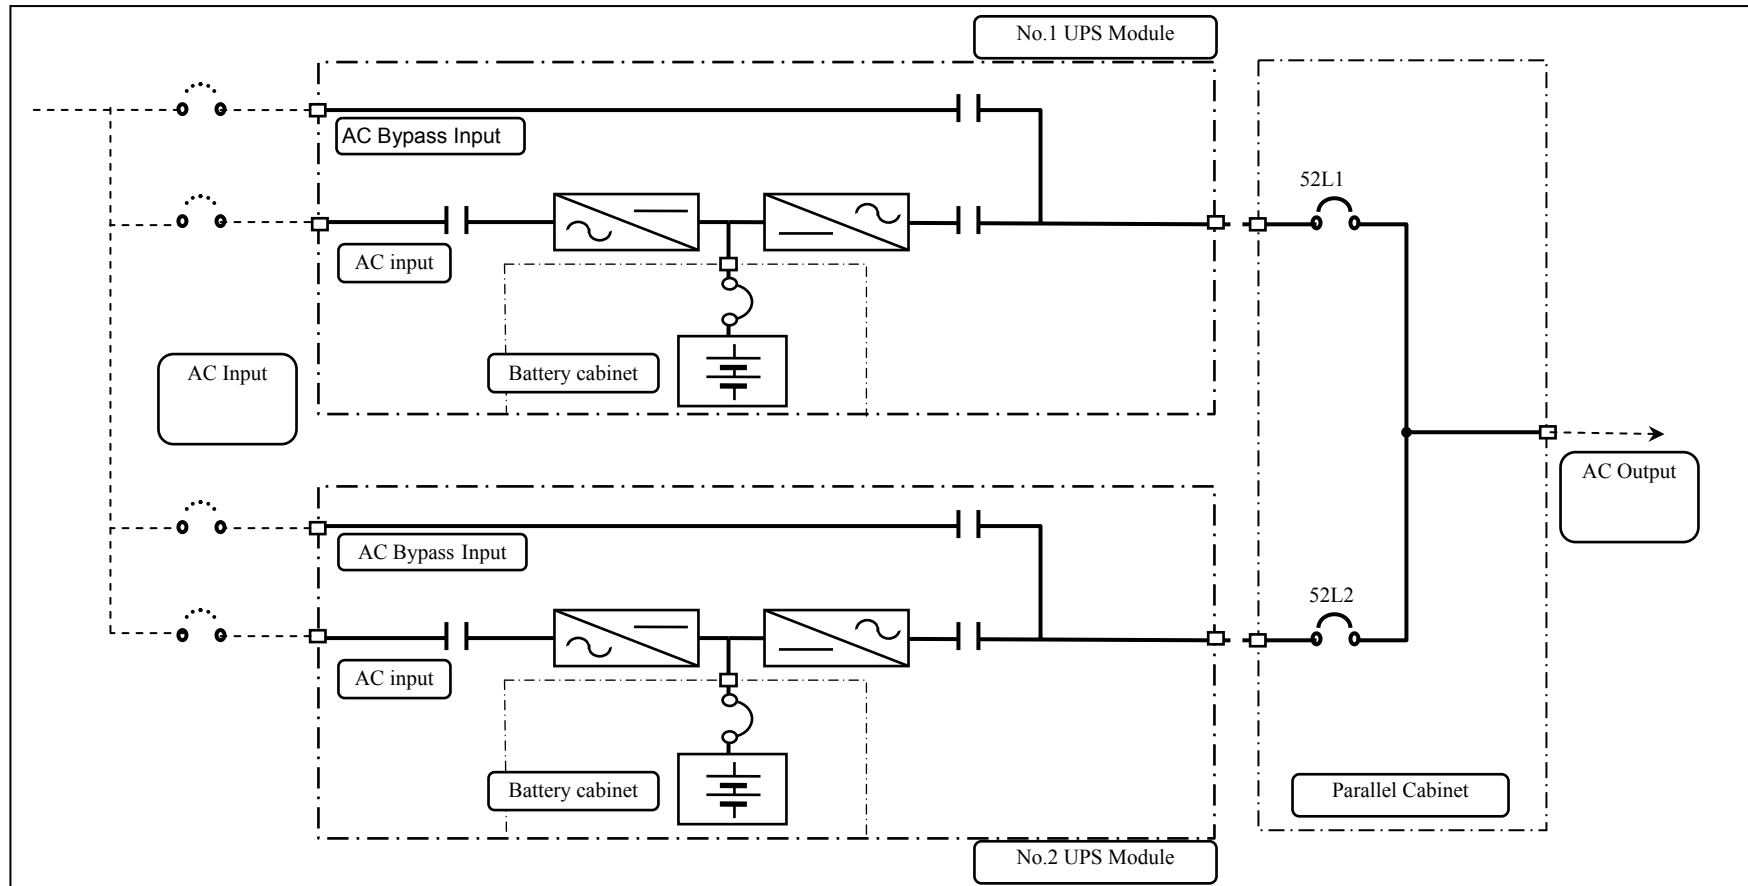 No.1 UPS Module
AC Bypass Input
52L1
AC input
AC Input
Battery cabinet
AC Output
AC Bypass Input
52L2
AC input
Battery cabinet
Parallel Cabinet
No.2 UPS Module